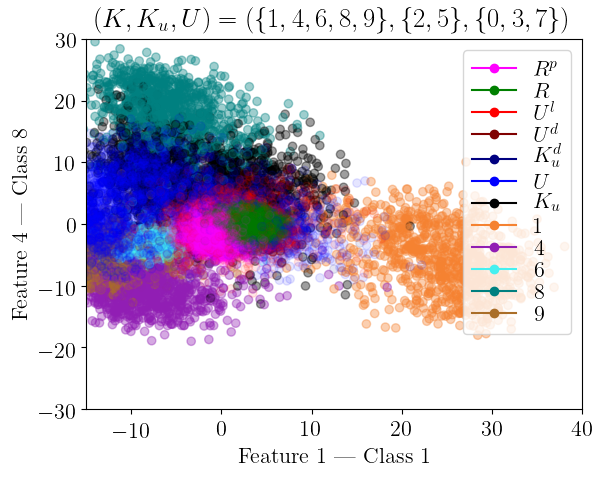 (K, K_u, U) = ({1, 4, 6, 8, 9}, {2, 5}, {0, 3, 7})
30
20
10
0
−10
−20
−30
Feature 4 — Class 8
R^p
R
U^l
U^d
K_u^d
U
K_u
1
4
6
8
9
−10
0
10
20
30
40
Feature 1 — Class 1